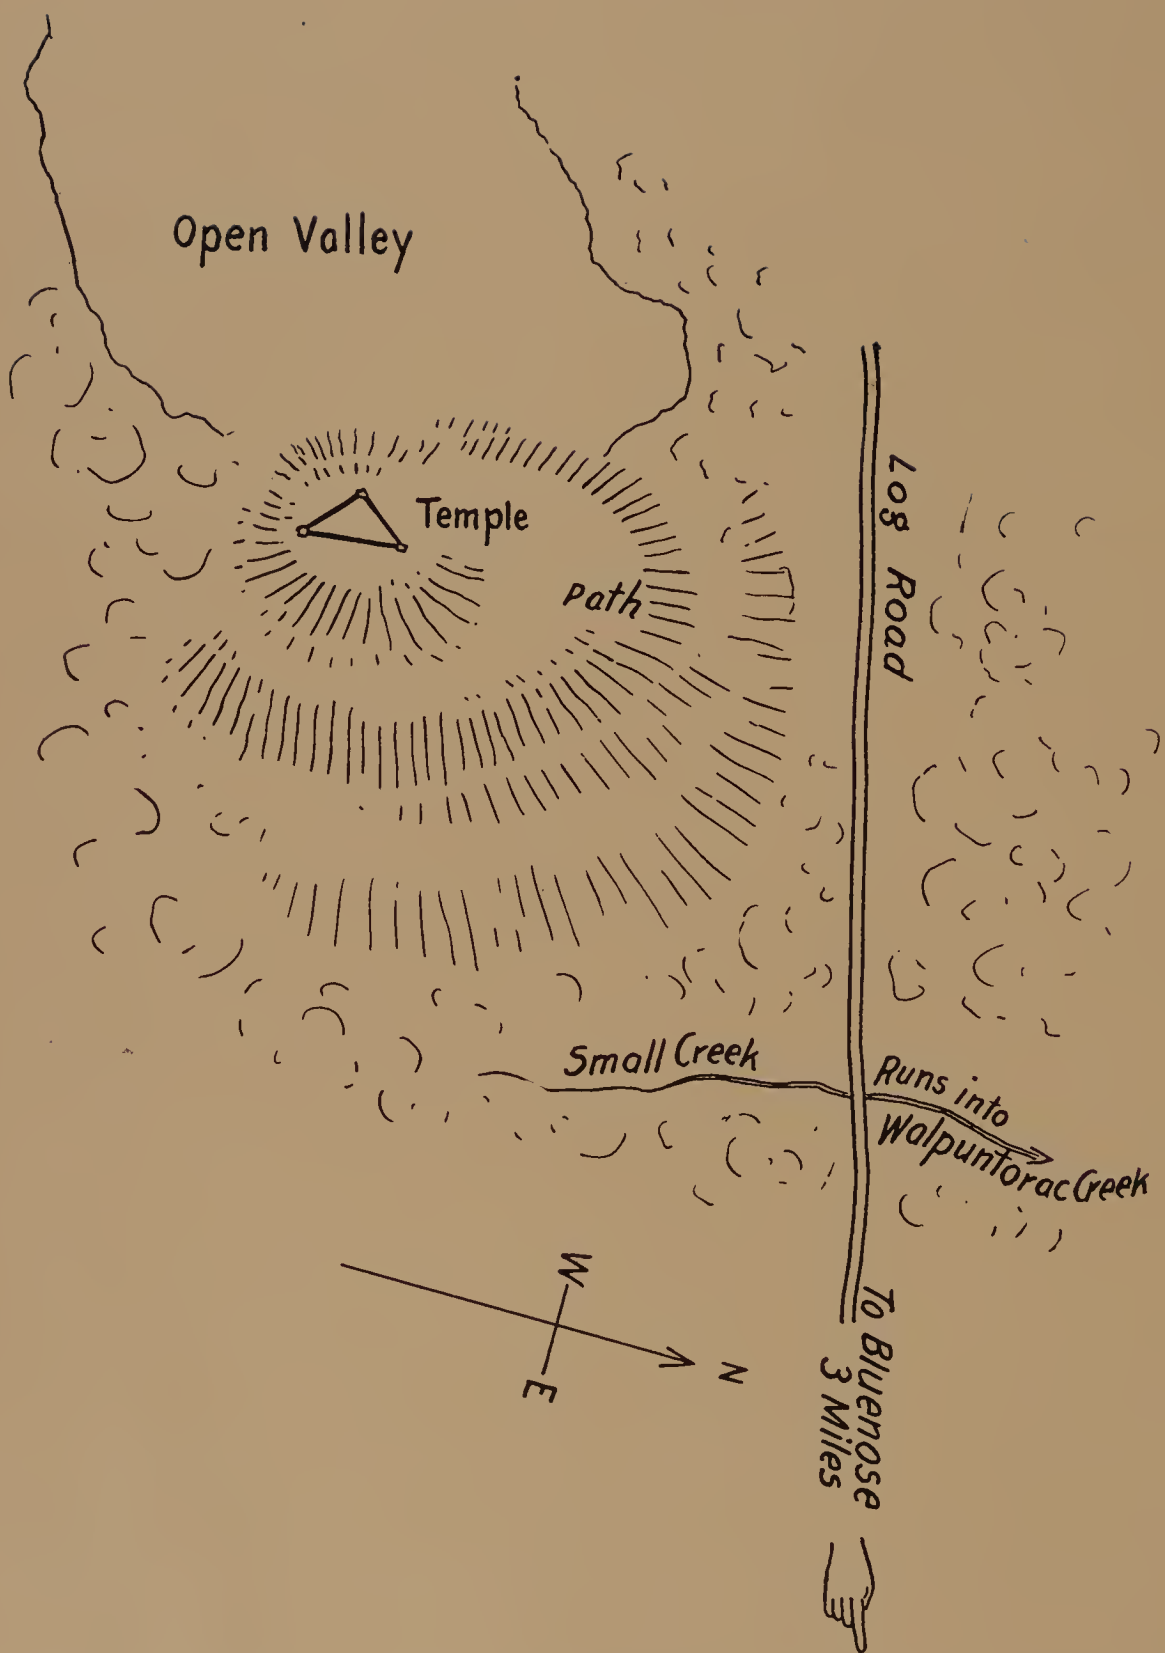 Open Valley
Temple
Path
Log Road
Small Creek
Runs into
Walpuntorac Creek
W
E
N
To Bluenose
3 Miles